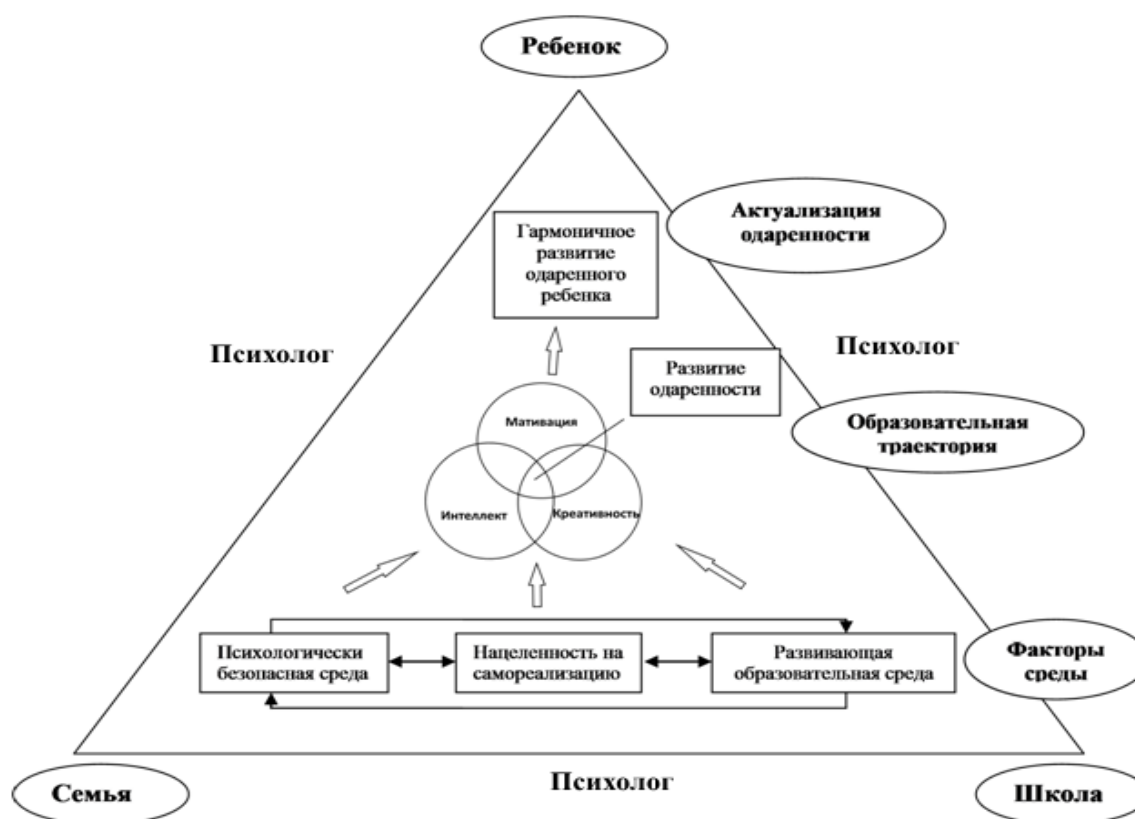 Ребенок
Актуализация
одаренности
Гармоничное
развитие
одаренного
ребенка
Психолог
Психолог
Развитие
одаренности
Мативация
Образовательная
траектория
Интеллект
Креативность
Психологически
безопасная среда
Нацеленность на
самореализацию
Развивающая
образовательная среда
Факторы
среды
Семья
Психолог
Школа